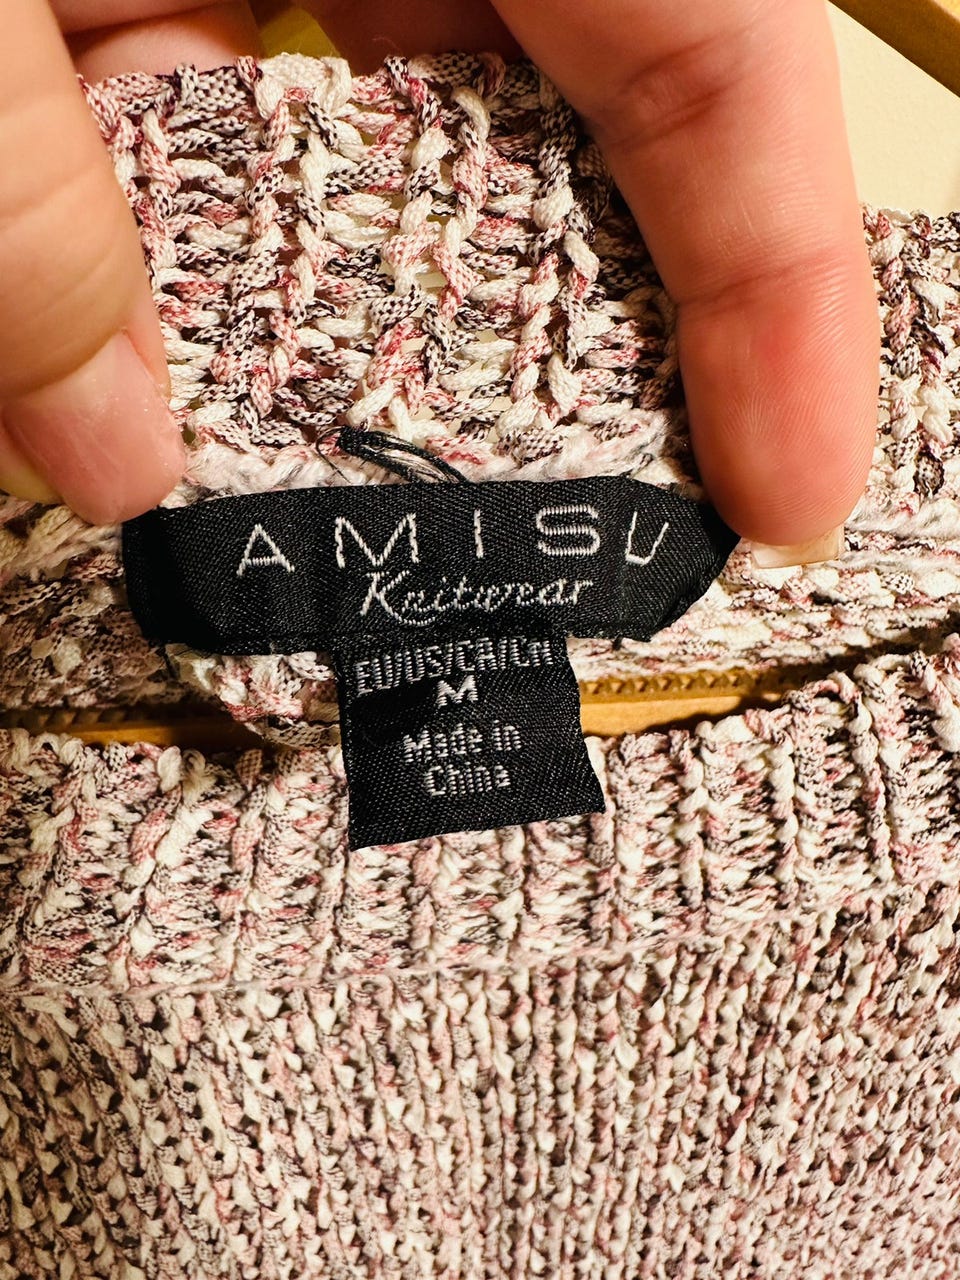 AMISU
Knitwear
EU/US/CA/CN
M
Made in
China